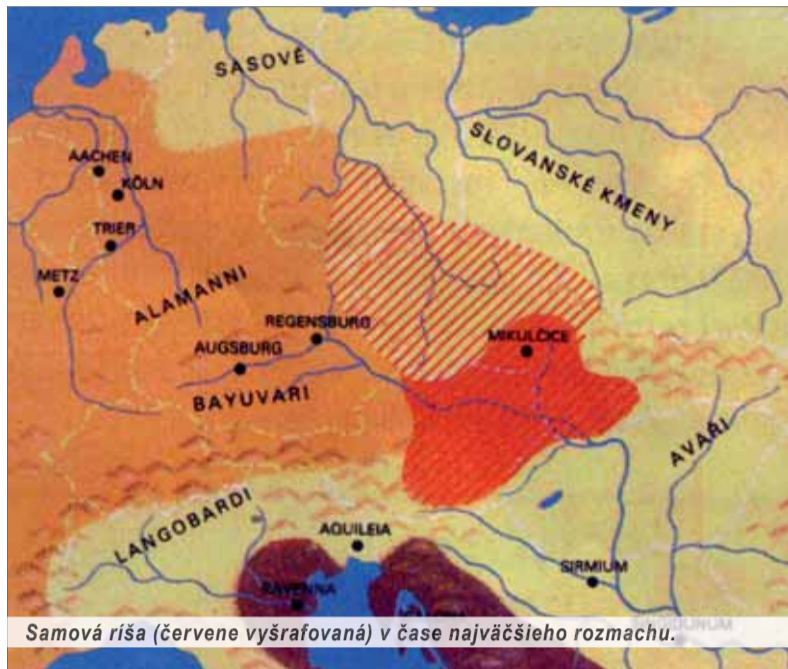 SASOVÉ
SLOVANSKÉ KMENY
AACHEN
KÖLN
TRIER
METZ
ALAMANNI
REGENSBURG
MIKULČICE
AUGSBURG
BAYUVARI
AVAŘI
LANGOBARDI
AQUILEIA
SIRMIUM
RAVENNA
Samová ríša (červene vyšrafovaná) v čase najväčšieho rozmachu.